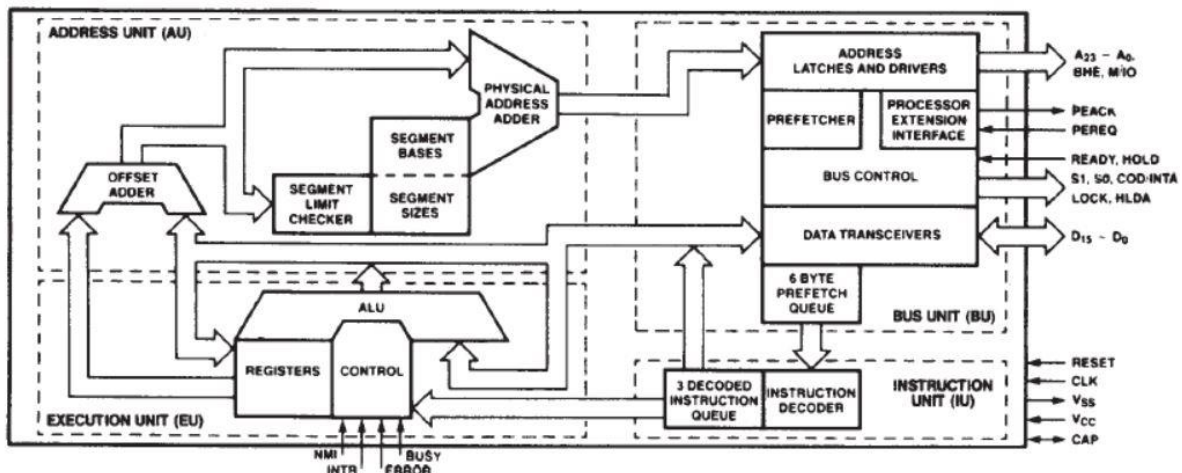 ADDRESS UNIT (AU)
OFFSET
ADDER
SEGMENT
LIMIT
CHECKER
SEGMENT
BASES
SEGMENT
SIZES
PHYSICAL
ADDRESS
ADDER
ADDRESS
LATCHES AND DRIVERS
PREFETCHER
PROCESSOR
EXTENSION
INTERFACE
BUS CONTROL
DATA TRANSCEIVERS
6 BYTE
PREFETCH
QUEUE
BUS UNIT (BU)
A23 - A0,
BHE, M/IO
PEACK
PEREQ
READY, HOLD
S1, S0, COD/INTA
LOCK, HLDA
D15 - D0
ALU
REGISTERS
CONTROL
EXECUTION UNIT (EU)
NMI
INTR
ERROR
BUSY
3 DECODED
INSTRUCTION
QUEUE
INSTRUCTION
DECODER
INSTRUCTION
UNIT (IU)
RESET
CLK
VSS
VCC
CAP